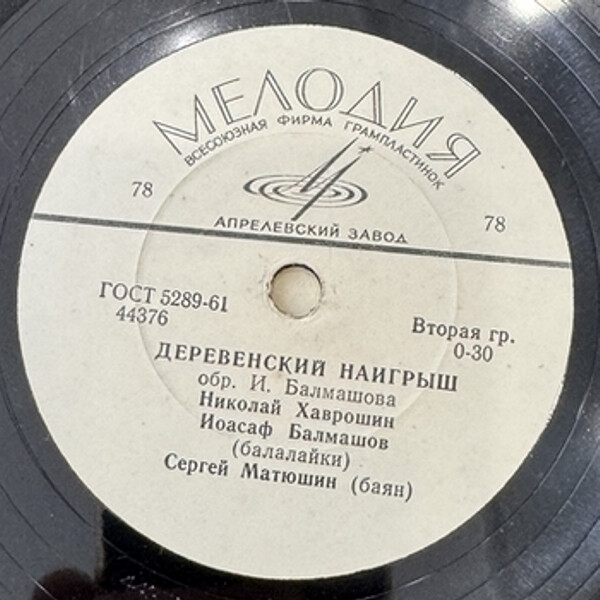 МЕЛОДИЯ
ВСЕСОЮЗНАЯ ФИРМА ГРАМПЛАСТИНОК
78
78
АПРЕЛЕВСКИЙ ЗАВОД
ГОСТ 5289-61
44376
Вторая гр.
0-30
ДЕРЕВЕНСКИЙ НАИГРЫШ
обр. И. Балмашова
Николай Хаврошин
Иоасаф Балмашов
(балалайки)
Сергей Матюшин (баян)